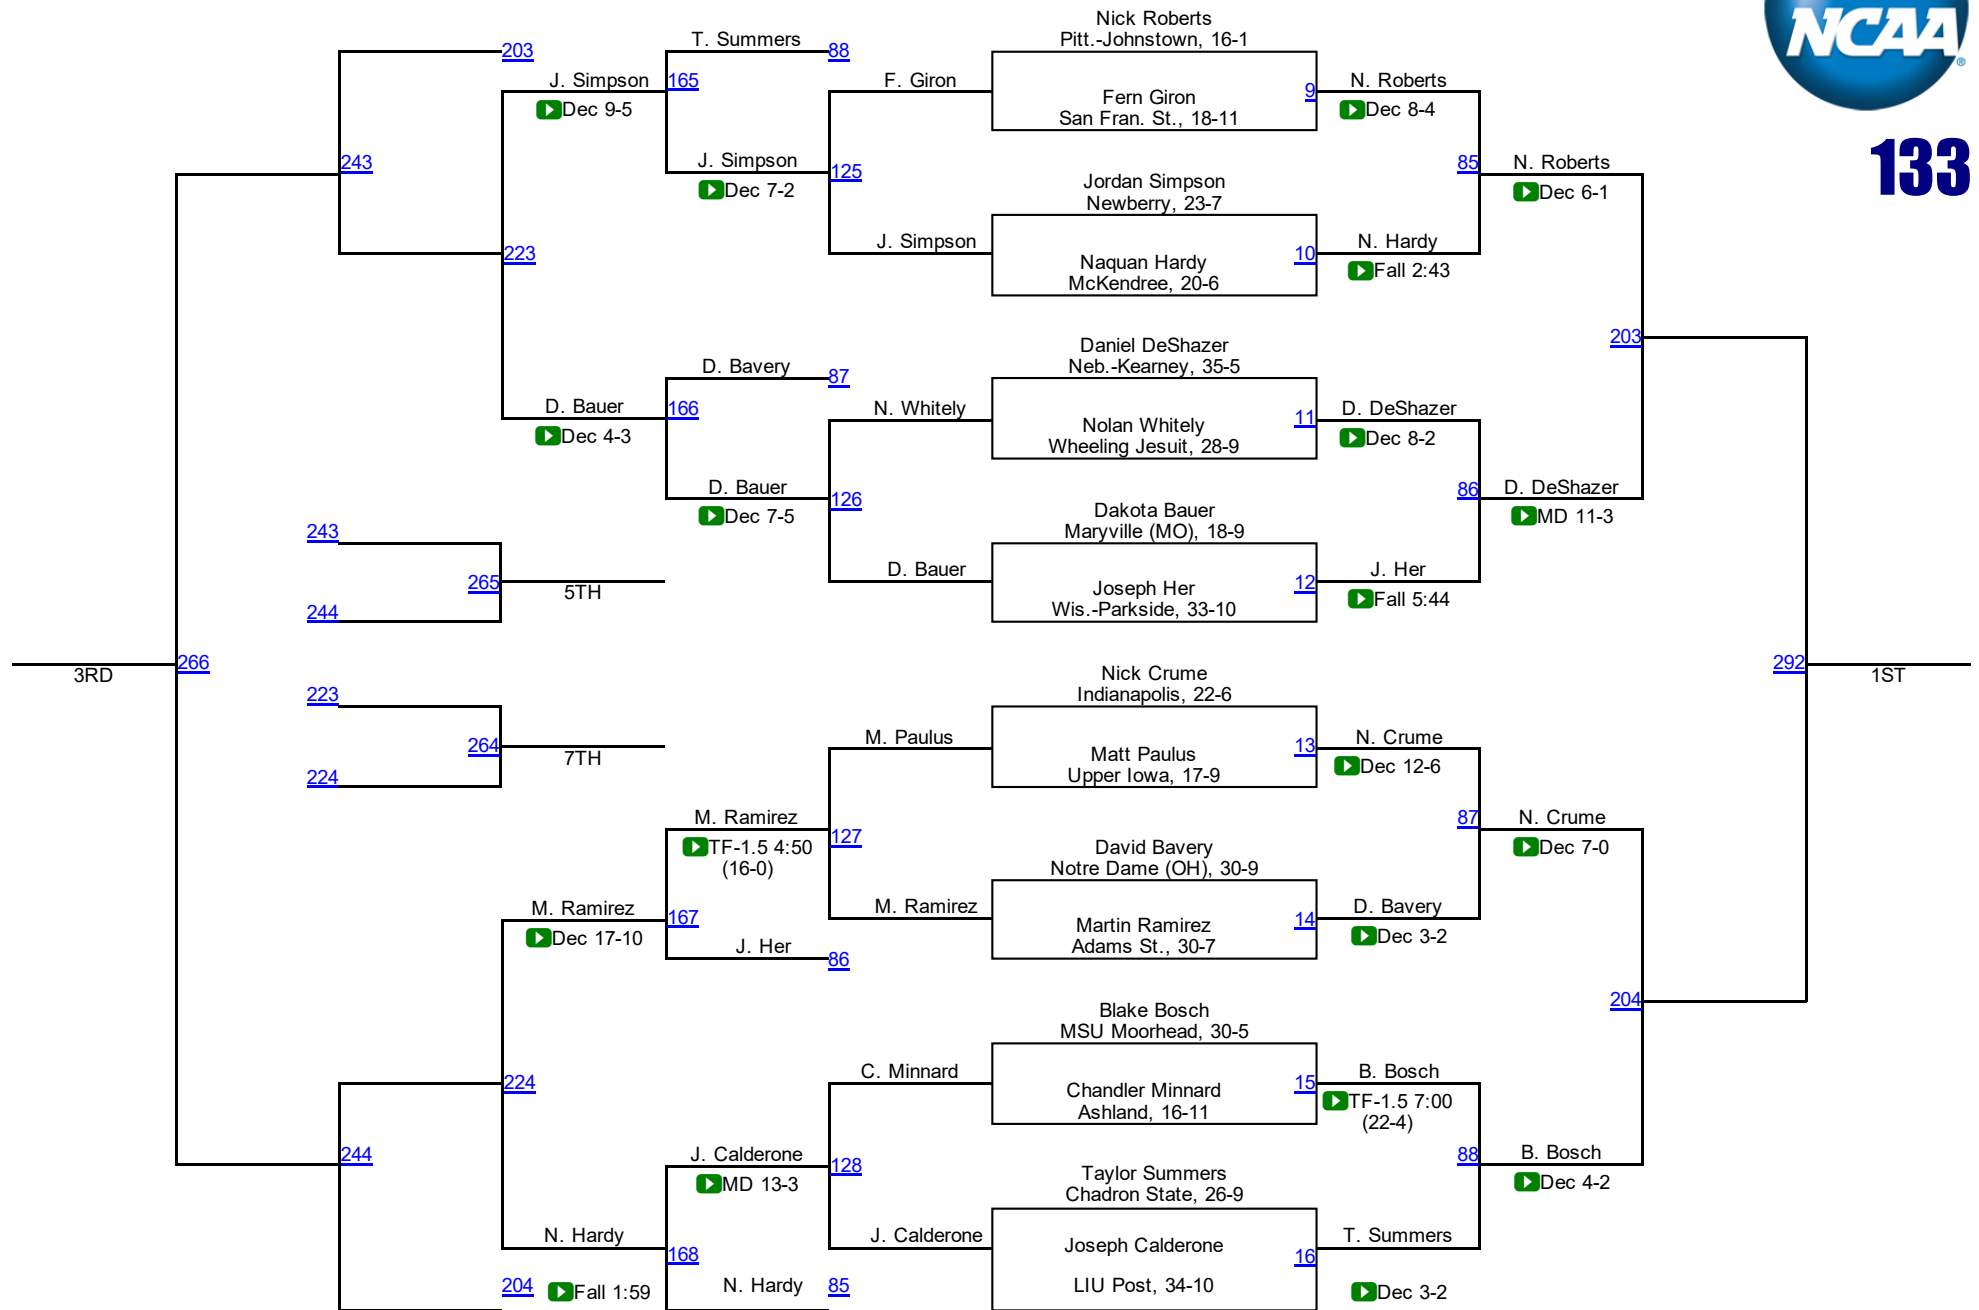 NCAA
®
133
203
T. Summers
88
Nick Roberts
Pitt.-Johnstown, 16-1
J. Simpson
165
Dec 9-5
F. Giron
Fern Giron
San Fran. St., 18-11
9
N. Roberts
Dec 8-4
243
J. Simpson
Dec 7-2
125
Jordan Simpson
Newberry, 23-7
85
N. Roberts
Dec 6-1
223
J. Simpson
Naquan Hardy
McKendree, 20-6
10
N. Hardy
Fall 2:43
Daniel DeShazer
Neb.-Kearney, 35-5
203
D. Bavery
87
D. Bauer
166
Dec 4-3
N. Whitely
Nolan Whitely
Wheeling Jesuit, 28-9
11
D. DeShazer
Dec 8-2
D. Bauer
Dec 7-5
126
Dakota Bauer
Maryville (MO), 18-9
86
D. DeShazer
MD 11-3
243
265
5TH
244
D. Bauer
Joseph Her
Wis.-Parkside, 33-10
12
J. Her
Fall 5:44
3RD
266
292
1ST
223
264
7TH
224
Nick Crume
Indianapolis, 22-6
M. Paulus
Matt Paulus
Upper Iowa, 17-9
13
N. Crume
Dec 12-6
M. Ramirez
TF-1.5 4:50
(16-0)
127
David Bavery
Notre Dame (OH), 30-9
87
N. Crume
Dec 7-0
M. Ramirez
Dec 17-10
167
M. Ramirez
Martin Ramirez
Adams St., 30-7
14
D. Bavery
Dec 3-2
J. Her
86
204
Blake Bosch
MSU Moorhead, 30-5
224
C. Minnard
Chandler Minnard
Ashland, 16-11
15
B. Bosch
TF-1.5 7:00
(22-4)
244
J. Calderone
MD 13-3
128
Taylor Summers
Chadron State, 26-9
88
B. Bosch
Dec 4-2
N. Hardy
168
J. Calderone
Joseph Calderone
LIU Post, 34-10
16
T. Summers
Dec 3-2
204
Fall 1:59
N. Hardy
85